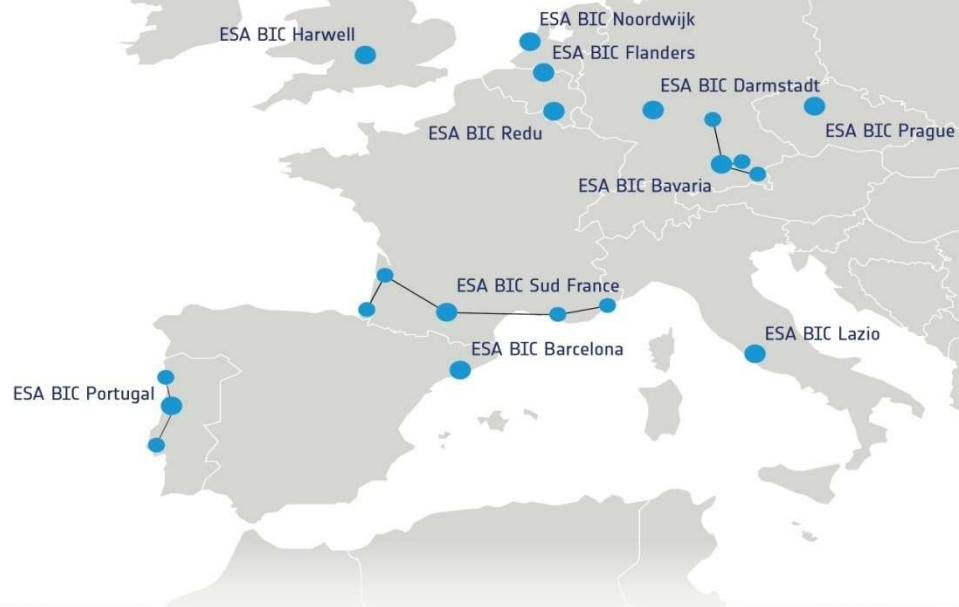 ESA BIC Noordwijk
ESA BIC Harwell
ESA BIC Flanders
ESA BIC Darmstadt
ESA BIC Redu
ESA BIC Prague
ESA BIC Bavaria
ESA BIC Sud France
ESA BIC Lazio
ESA BIC Barcelona
ESA BIC Portugal